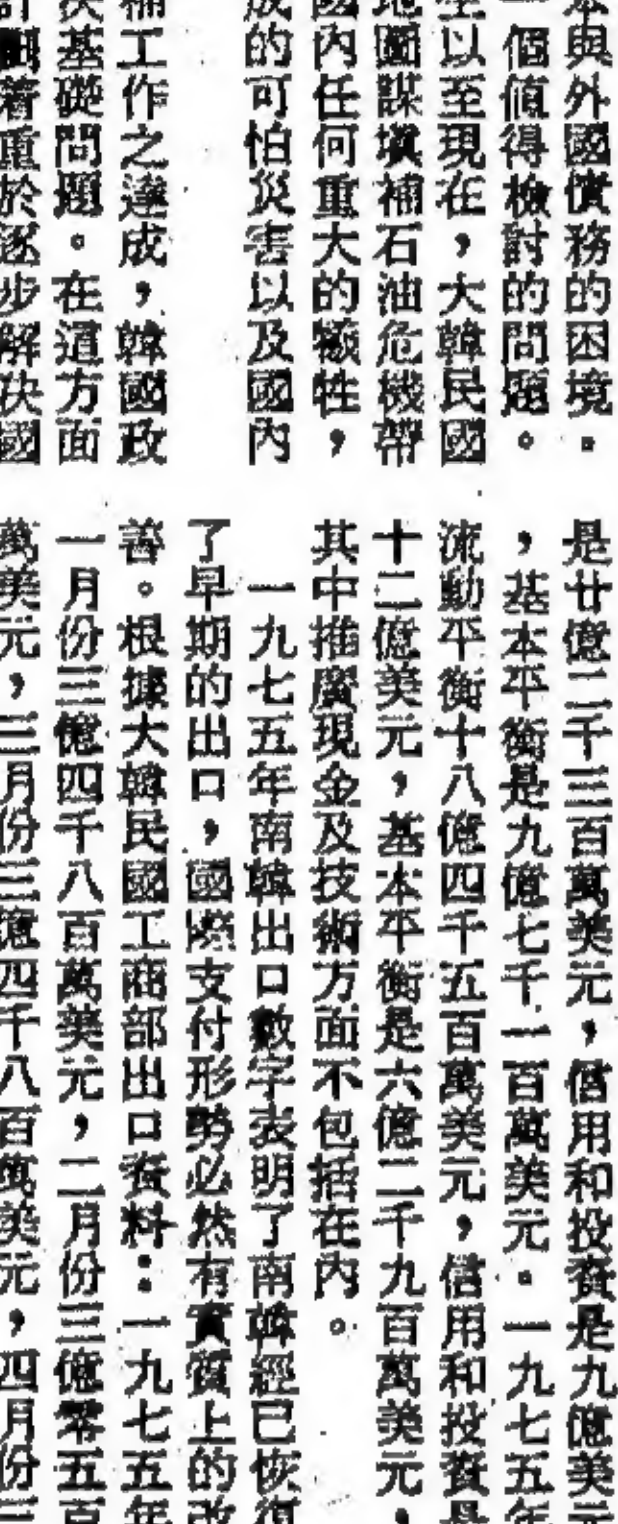 本與外國債務的困境。
一個值得檢討的問題。
以至現在，大韓民國
地圖謀填補石油危機帶
國內任何重大的犧牲，
成的可怕災害以及國內
補工作之達成，韓國政
基礎問題。在這方面
劃着重於逐步解決國
是廿億二千三百萬美元，信用和投資是九億美元
，基本平衡是九億七千一百萬美元。一九七五年
流動平衡十八億四千五百萬美元，信用和投資是
十二億美元，基本平衡是六億二千九百萬美元，
其中推廣現金及技術方面不包括在內。
一九七五年南韓出口數字表明了南韓經已恢復
了早期的出口，國際支付形勢必然有實質上的改
善。根據大韓民國工商部出口資料：一九七五年
一月份三億四千八百萬美元，二月份三億零五百
萬美元，三月份三億四千八百萬美元，四月份三